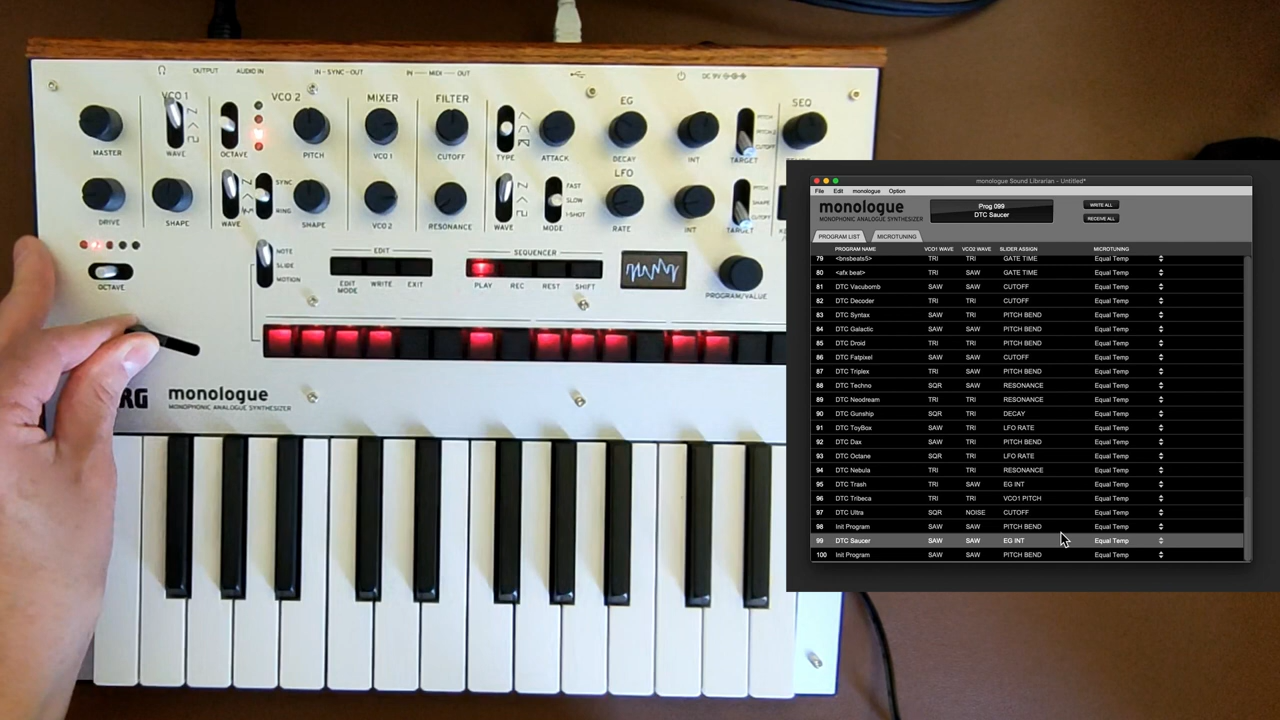 OUTPUT AUDIO IN IN - SYNC - OUT IN — MIDI — OUT DC 9V
VCO 1 VCO 2 MIXER FILTER EG SEQ
PITCH
PITCH 2
CUTOFF
MASTER WAVE OCTAVE PITCH VCO 1 CUTOFF TYPE ATTACK DECAY INT TARGET
LFO
SYNC
RING
FAST
SLOW
1-SHOT
PITCH
SHAPE
CUTOFF
DRIVE SHAPE WAVE SHAPE VCO 2 RESONANCE WAVE MODE RATE INT TARGET
NOTE
SLIDE
MOTION
EDIT SEQUENCER
OCTAVE
EDIT MODE WRITE EXIT PLAY REC REST SHIFT
PROGRAM/VALUE
RG monologue
MONOPHONIC ANALOGUE SYNTHESIZER
monologue Sound Librarian - Untitled*
File Edit monologue Option
monologue
MONOPHONIC ANALOGUE SYNTHESIZER
Prog 099
DTC Saucer
WRITE ALL
RECEIVE ALL
PROGRAM LIST MICROTUNING
PROGRAM NAME VCO1 WAVE VCO2 WAVE SLIDER ASSIGN MICROTUNING
79 <bnsbeats5> TRI TRI GATE TIME Equal Temp
80 <afx beat> TRI SAW GATE TIME Equal Temp
81 DTC Vacubomb SAW SAW CUTOFF Equal Temp
82 DTC Decoder TRI TRI CUTOFF Equal Temp
83 DTC Syntax SAW TRI PITCH BEND Equal Temp
84 DTC Galactic SAW SAW PITCH BEND Equal Temp
85 DTC Droid TRI TRI PITCH BEND Equal Temp
86 DTC Fatpixel SAW SAW CUTOFF Equal Temp
87 DTC Triplex TRI SAW PITCH BEND Equal Temp
88 DTC Techno SQR SAW RESONANCE Equal Temp
89 DTC Neodream TRI TRI RESONANCE Equal Temp
90 DTC Gunship SQR TRI DECAY Equal Temp
91 DTC ToyBox SAW TRI LFO RATE Equal Temp
92 DTC Dax SAW TRI PITCH BEND Equal Temp
93 DTC Octane SQR TRI LFO RATE Equal Temp
94 DTC Nebula TRI TRI RESONANCE Equal Temp
95 DTC Trash TRI SAW EG INT Equal Temp
96 DTC Tribeca TRI TRI VCO1 PITCH Equal Temp
97 DTC Ultra SQR NOISE CUTOFF Equal Temp
98 Init Program SAW SAW PITCH BEND Equal Temp
99 DTC Saucer SAW SAW EG INT Equal Temp
100 Init Program SAW SAW PITCH BEND Equal Temp